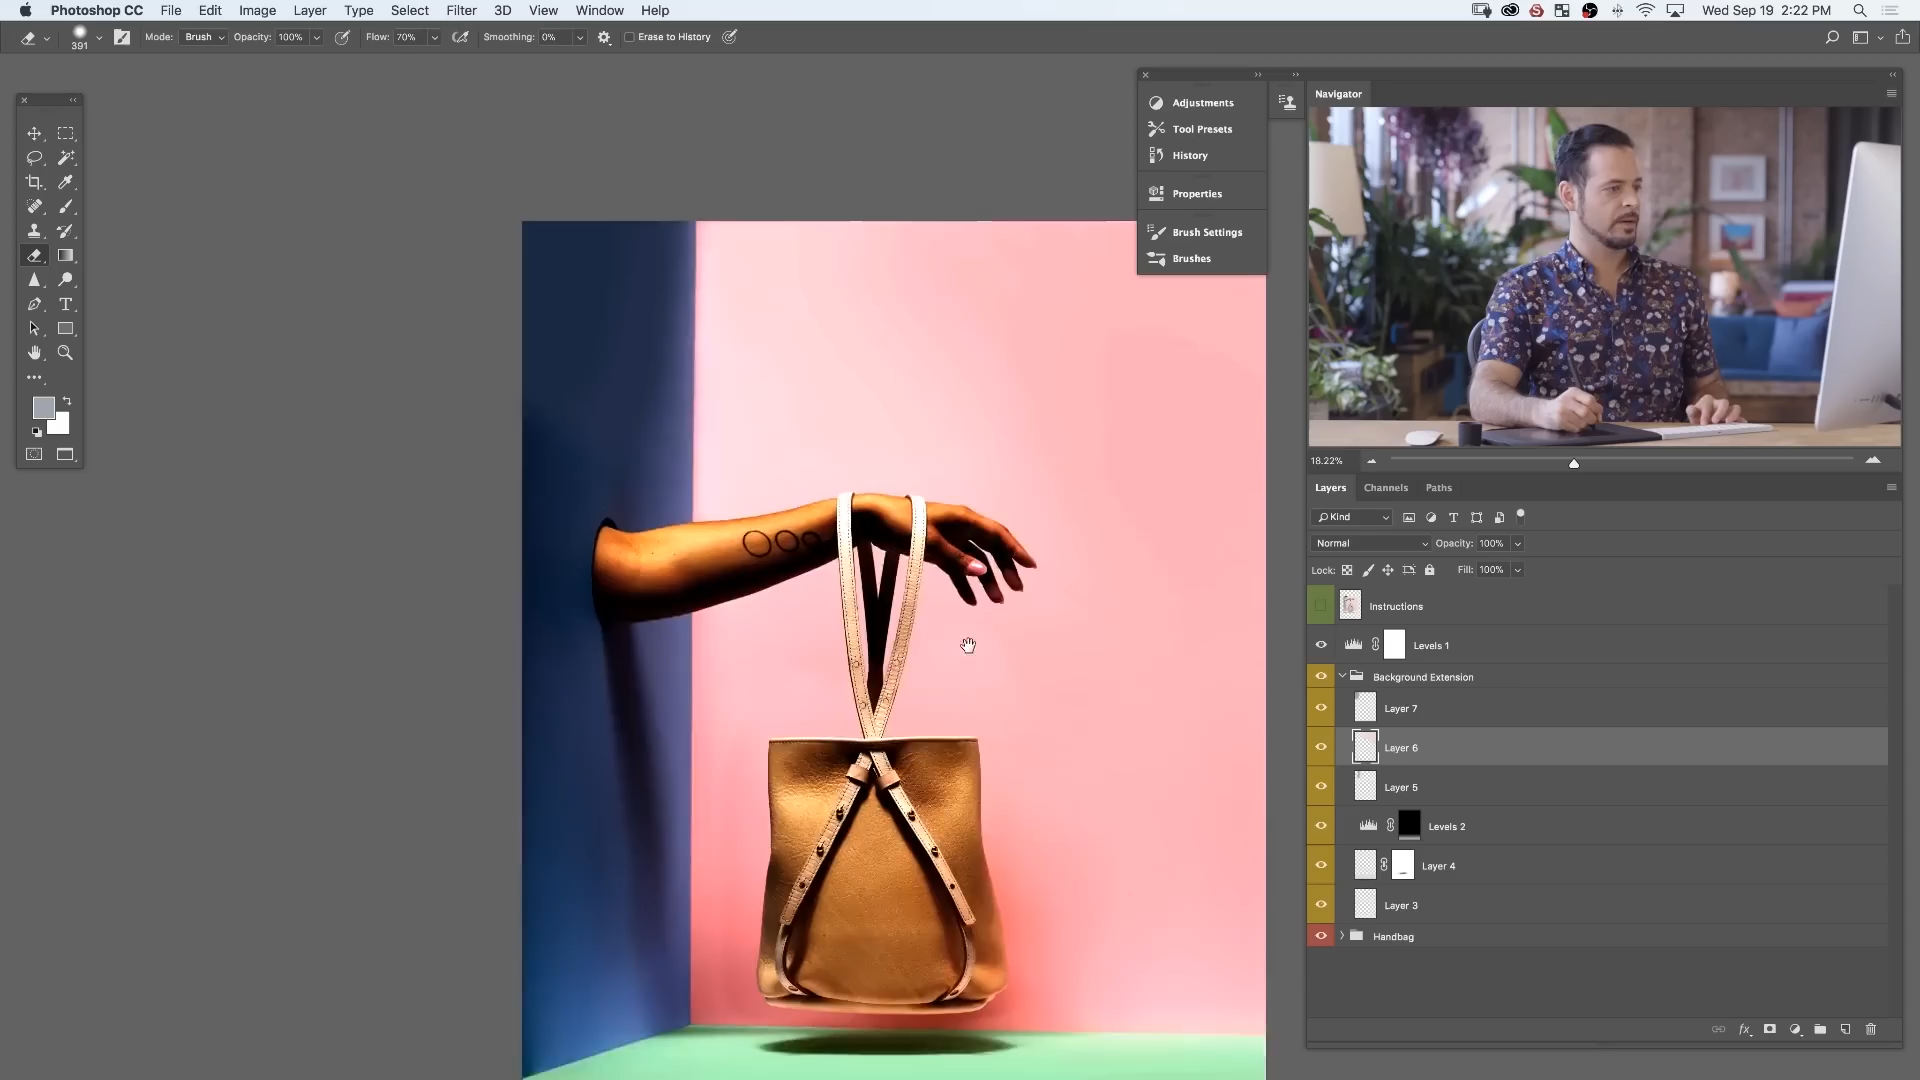 Photoshop CC File Edit Image Layer Type Select Filter 3D View Window Help Wed Sep 19 2:22 PM
391 Mode: Brush Opacity: 100% Flow: 70% Smoothing: 0% Erase to History
Adjustments
Tool Presets
History
Properties
Brush Settings
Brushes
Navigator
18.22%
Layers Channels Paths
Kind
Normal Opacity: 100%
Lock: Fill: 100%
Instructions
Levels 1
Background Extension
Layer 7
Layer 6
Layer 5
Levels 2
Layer 4
Layer 3
Handbag